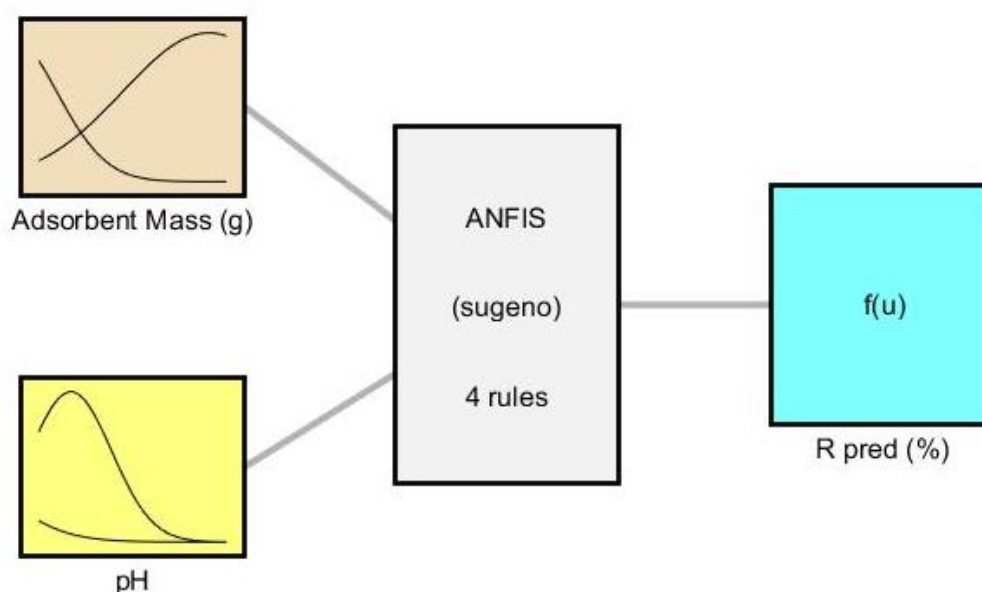 Adsorbent Mass (g)
pH
ANFIS
(sugeno)
4 rules
f(u)
R pred (%)